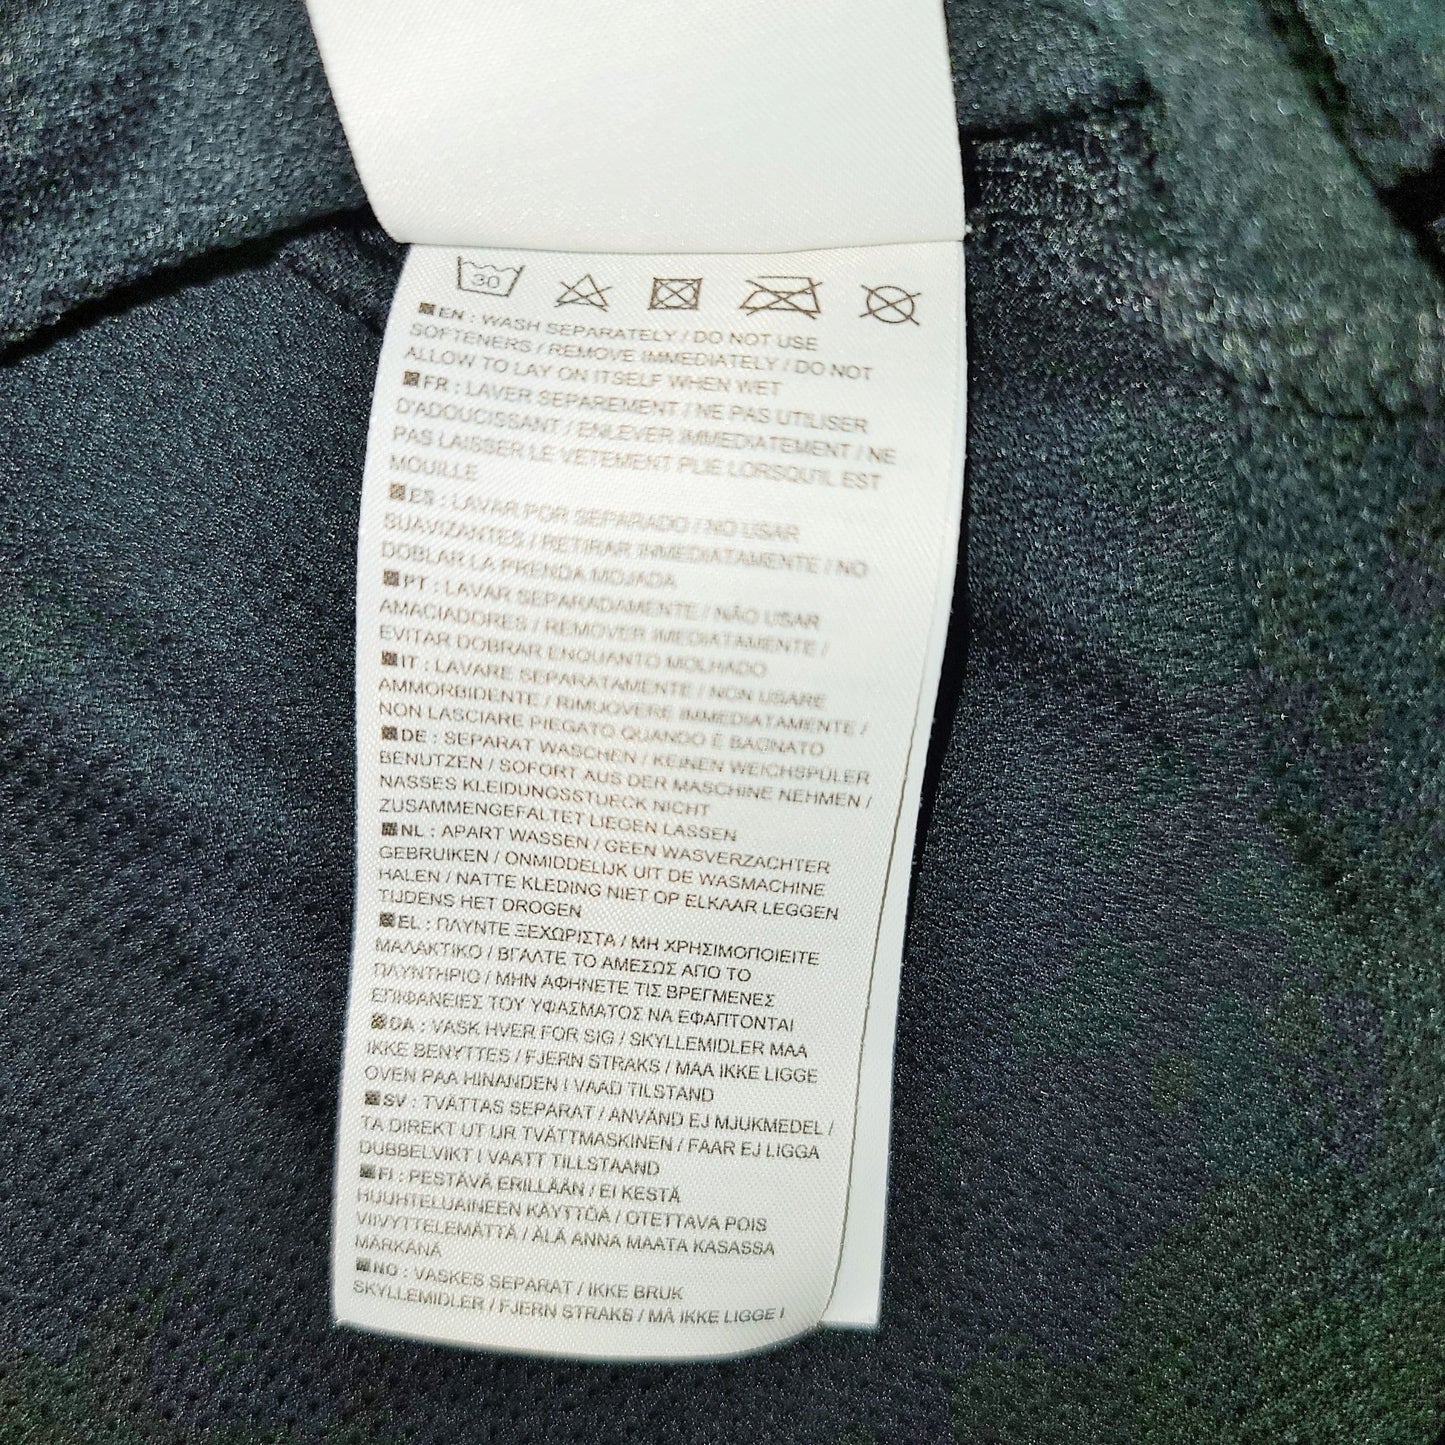 30
EN : WASH SEPARATELY / DO NOT USE
SOFTENERS / REMOVE IMMEDIATELY / DO NOT
ALLOW TO LAY ON ITSELF WHEN WET
FR : LAVER SEPAREMENT / NE PAS UTILISER
D'ADOUCISSANT / ENLEVER IMMEDIATEMENT / NE
PAS LAISSER LE VETEMENT PLIE LORSQU'IL EST
MOUILLE
ES : LAVAR POR SEPARADO / NO USAR
SUAVIZANTES / RETIRAR INMEDIATAMENTE / NO
DOBLAR LA PRENDA MOJADA
PT : LAVAR SEPARADAMENTE / NÃO USAR
AMACIADORES / REMOVER IMEDIATAMENTE /
EVITAR DOBRAR ENQUANTO MOLHADO
IT : LAVARE SEPARATAMENTE / NON USARE
AMMORBIDENTE / RIMUOVERE IMMEDIATAMENTE /
NON LASCIARE PIEGATO QUANDO È BAGNATO
DE : SEPARAT WASCHEN / KEINEN WEICHSPÜLER
BENUTZEN / SOFORT AUS DER MASCHINE NEHMEN /
NASSES KLEIDUNGSSTUECK NICHT
ZUSAMMENGEFALTET LIEGEN LASSEN
NL : APART WASSEN / GEEN WASVERZACHTER
GEBRUIKEN / ONMIDDELIJK UIT DE WASMACHINE
HALEN / NATTE KLEDING NIET OP ELKAAR LEGGEN
TIJDENS HET DROGEN
EL : ΠΛΥΝΤΕ ΞΕΧΩΡΙΣΤΑ / ΜΗ ΧΡΗΣΙΜΟΠΟΙΕΙΤΕ
ΜΑΛΑΚΤΙΚΟ / ΒΓΑΛΤΕ ΤΟ ΑΜΕΣΩΣ ΑΠΟ ΤΟ
ΠΛΥΝΤΗΡΙΟ / ΜΗΝ ΑΦΗΝΕΤΕ ΤΙΣ ΒΡΕΓΜΕΝΕΣ
ΕΠΙΦΑΝΕΙΕΣ ΤΟΥ ΥΦΑΣΜΑΤΟΣ ΝΑ ΕΦΑΠΤΟΝΤΑΙ
DA : VASK HVER FOR SIG / SKYLLEMIDLER MAA
IKKE BENYTTES / FJERN STRAKS / MAA IKKE LIGGE
OVEN PAA HINANDEN I VAAD TILSTAND
SV : TVÄTTAS SEPARAT / ANVÄND EJ MJUKMEDEL /
TA DIREKT UT UR TVÄTTMASKINEN / FAAR EJ LIGGA
DUBBELVIKT I VAATT TILLSTAAND
FI : PESTÄVÄ ERILLÄÄN / EI KESTÄ
HUUHTELUAINEEN KÄYTTÖÄ / OTETTAVA POIS
VIIVYTTELEMÄTTÄ / ÄLÄ ANNA MAATA KASASSA
MÄRKÄNÄ
NO : VASKES SEPARAT / IKKE BRUK
SKYLLEMIDLER / FJERN STRAKS / MÅ IKKE LIGGE I